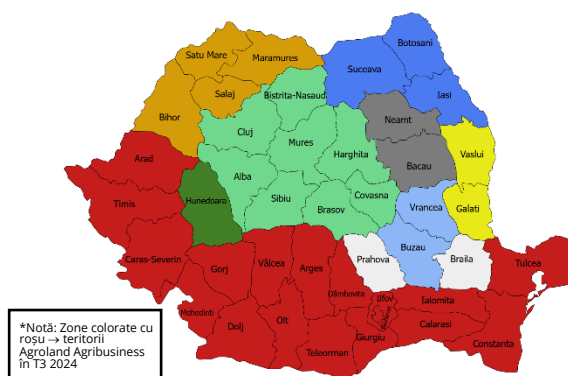 Botosani
Satu Mare
Maramures
Suceava
Iasi
Salaj
Bistrita-Nasaud
Bihor
Neamt
Cluj
Mures
Harghita
Vaslui
Arad
Bacau
Alba
Covasna
Hunedoara
Sibiu
Vrancea
Timis
Brasov
Galati
Buzau
Caras-Severin
Prahova
Braila
Tulcea
Gorj
Vâlcea
Arges
Dâmbovita
Ilfov
Ialomita
Mehedinti
Olt
Dolj
Giurgiu
Calarasi
Teleorman
Constanta
*Notă: Zone colorate cu
roșu → teritorii
Agroland Agribusiness
în T3 2024